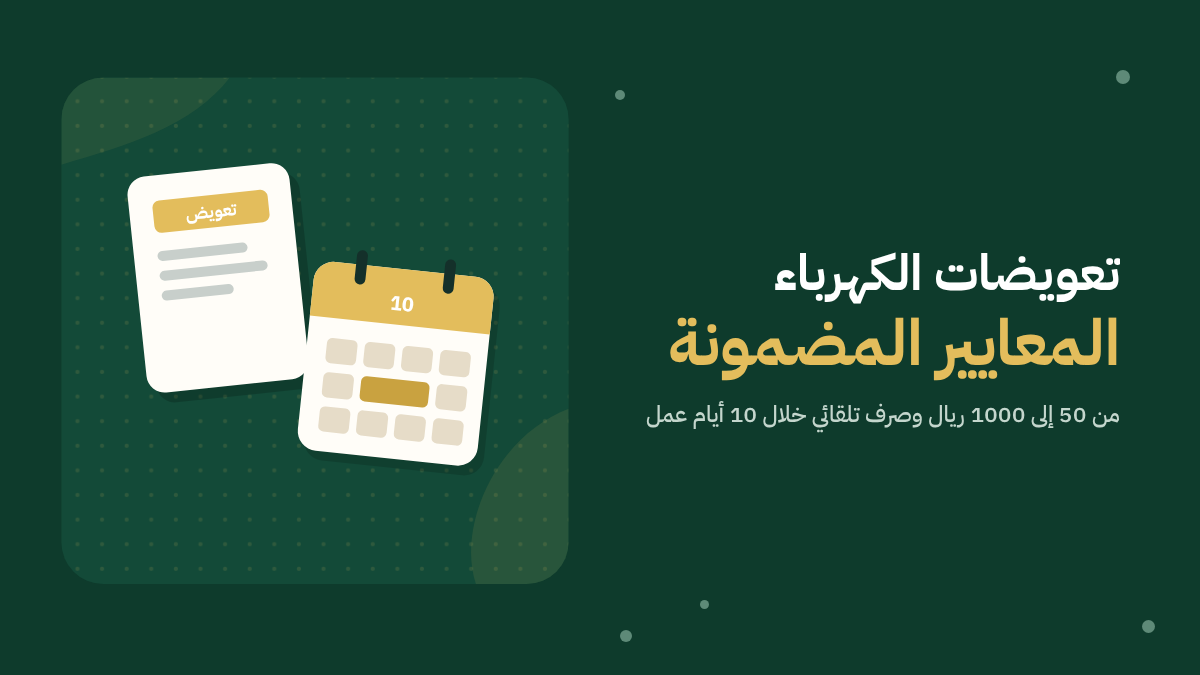 تعويضات الكهرباء
المعايير المضمونة
من 50 إلى 1000 ريال وصرف تلقائي خلال 10 أيام عمل
تعويض
10